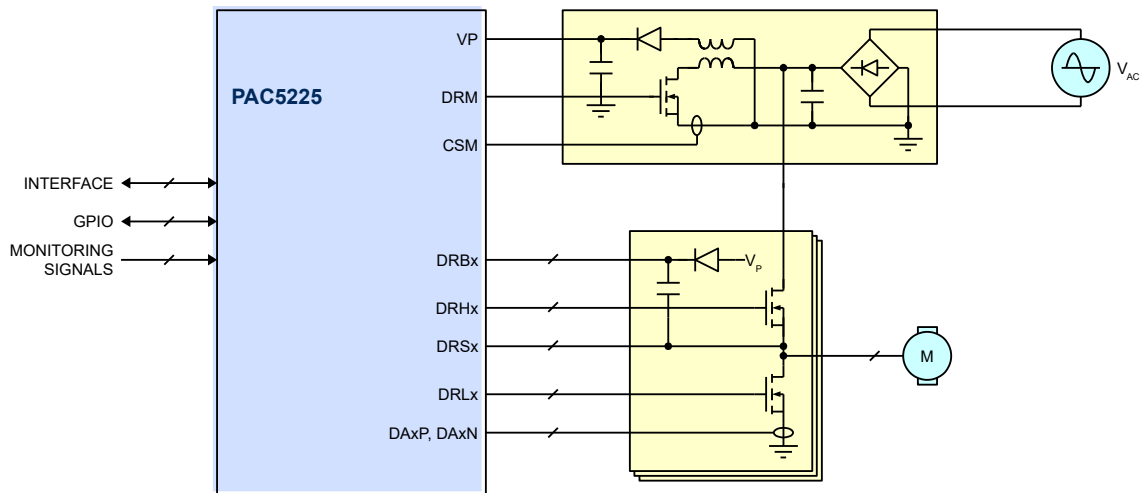 VP
PAC5225
DRM
CSM
V_AC
INTERFACE
GPIO
MONITORING
SIGNALS
DRBx
V_P
DRHx
DRSx
M
DRLx
DAxP, DAxN